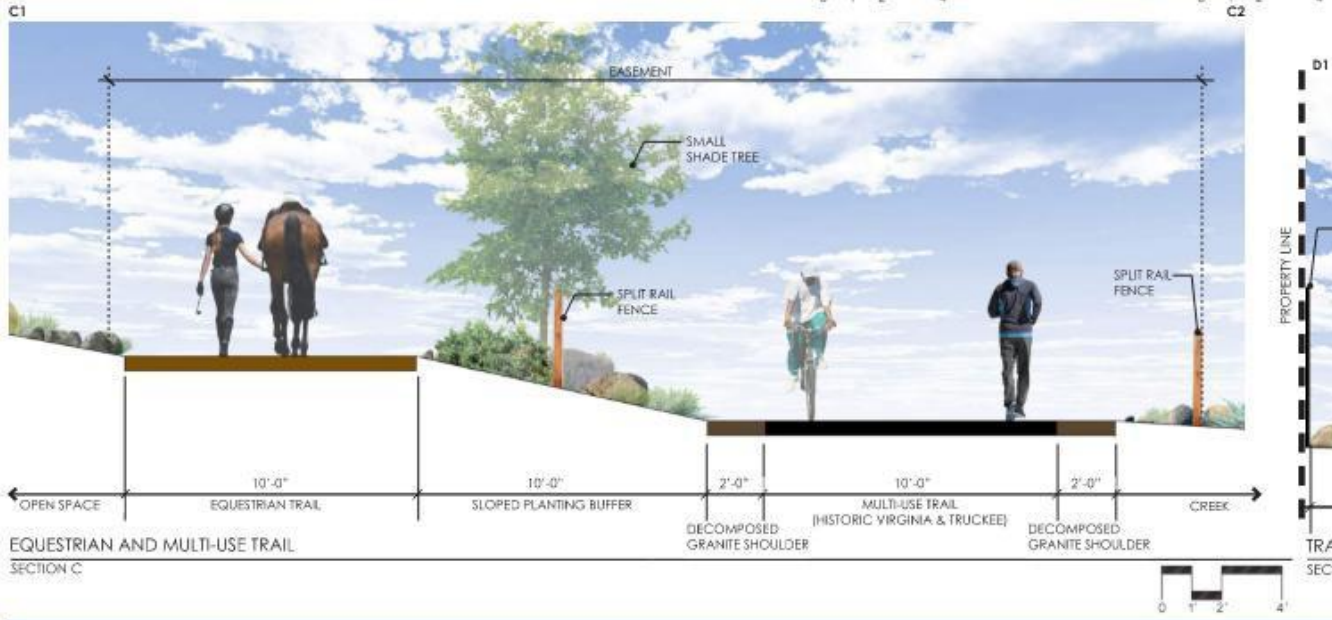 C1
C2
EASEMENT
D1
SMALL
SHADE TREE
PROPERTY LINE
SPLIT RAIL
FENCE
SPLIT RAIL
FENCE
10'-0"
10'-0"
2'-0"
10'-0"
2'-0"
OPEN SPACE
EQUESTRIAN TRAIL
SLOPED PLANTING BUFFER
MULTI-USE TRAIL
(HISTORIC VIRGINIA & TRUCKEE)
CREEK
DECOMPOSED
GRANITE SHOULDER
DECOMPOSED
GRANITE SHOULDER
EQUESTRIAN AND MULTI-USE TRAIL
SECTION C
TRA
SEC
0 1' 2' 4'